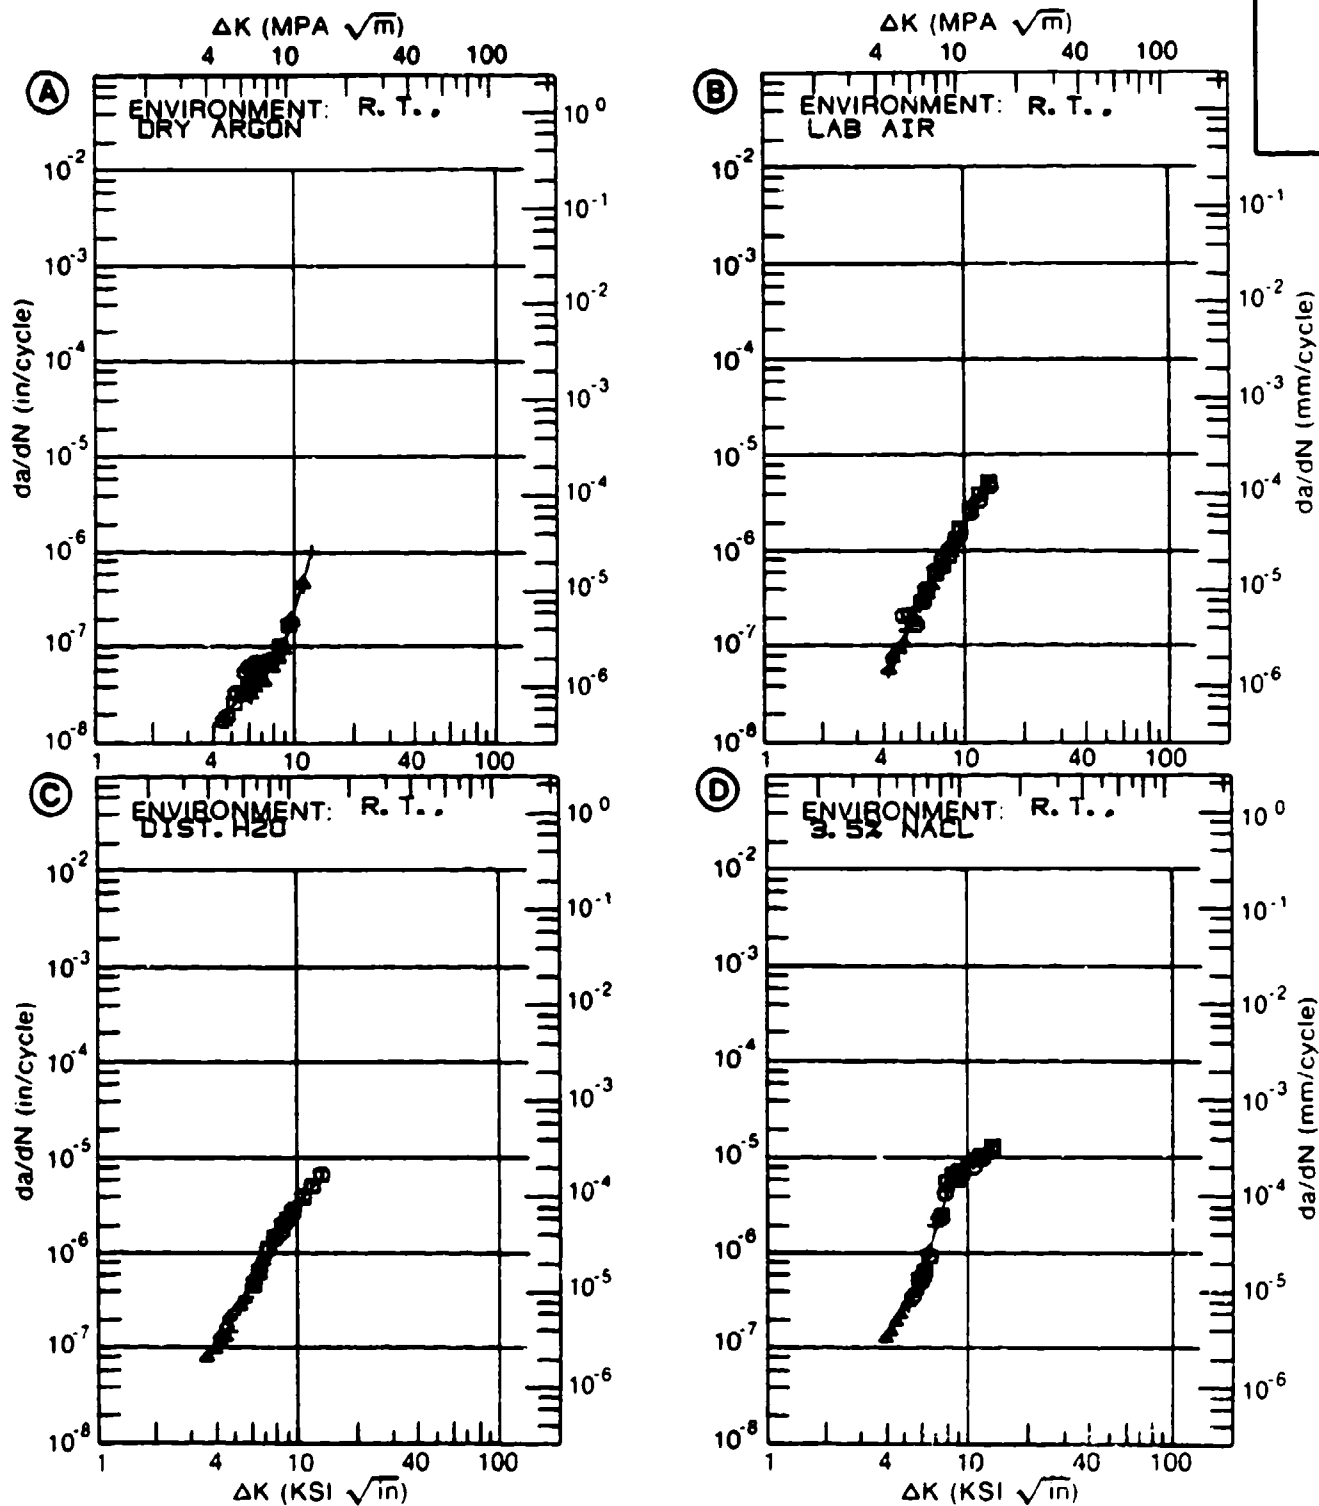 ΔK (MPA √m)
4 10 40 100
A
ENVIRONMENT: R. T.,
DRY ARGON
da/dN (in/cycle)
10⁻²
10⁻³
10⁻⁴
10⁻⁵
10⁻⁶
10⁻⁷
10⁻⁸
10⁰
10⁻¹
10⁻²
10⁻³
10⁻⁴
10⁻⁵
10⁻⁶
1 4 10 40 100
ΔK (MPA √m)
4 10 40 100
B
ENVIRONMENT: R. T.,
LAB AIR
10⁻²
10⁻³
10⁻⁴
10⁻⁵
10⁻⁶
10⁻⁷
10⁻⁸
10⁻¹
10⁻²
10⁻³
10⁻⁴
10⁻⁵
10⁻⁶
da/dN (mm/cycle)
1 4 10 40 100
C
ENVIRONMENT: R. T.,
DIST. H2O
da/dN (in/cycle)
10⁻²
10⁻³
10⁻⁴
10⁻⁵
10⁻⁶
10⁻⁷
10⁻⁸
10⁰
10⁻¹
10⁻²
10⁻³
10⁻⁴
10⁻⁵
10⁻⁶
1 4 10 40 100
ΔK (KSI √in)
D
ENVIRONMENT: R. T.,
3.5% NACL
10⁻²
10⁻³
10⁻⁴
10⁻⁵
10⁻⁶
10⁻⁷
10⁻⁸
10⁰
10⁻¹
10⁻²
10⁻³
10⁻⁴
10⁻⁵
10⁻⁶
da/dN (mm/cycle)
1 4 10 40 100
ΔK (KSI √in)